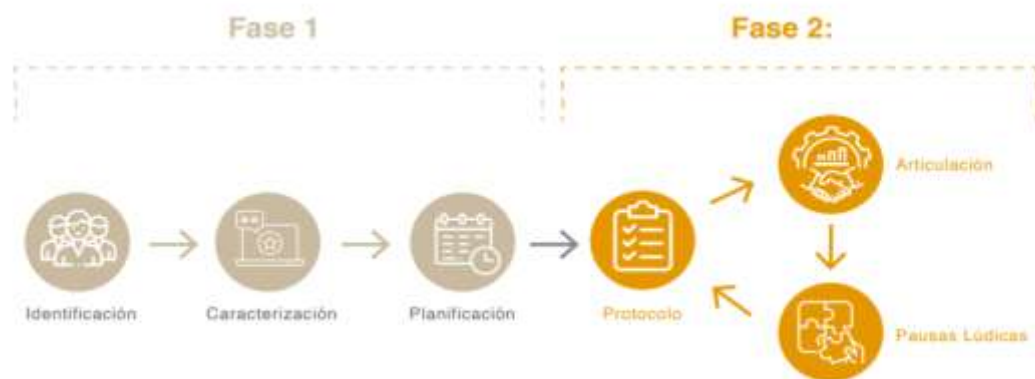 Fase 1
Fase 2:
Articulación
Identificación
Caracterización
Planificación
Protocolo
Pausas Lúdicas